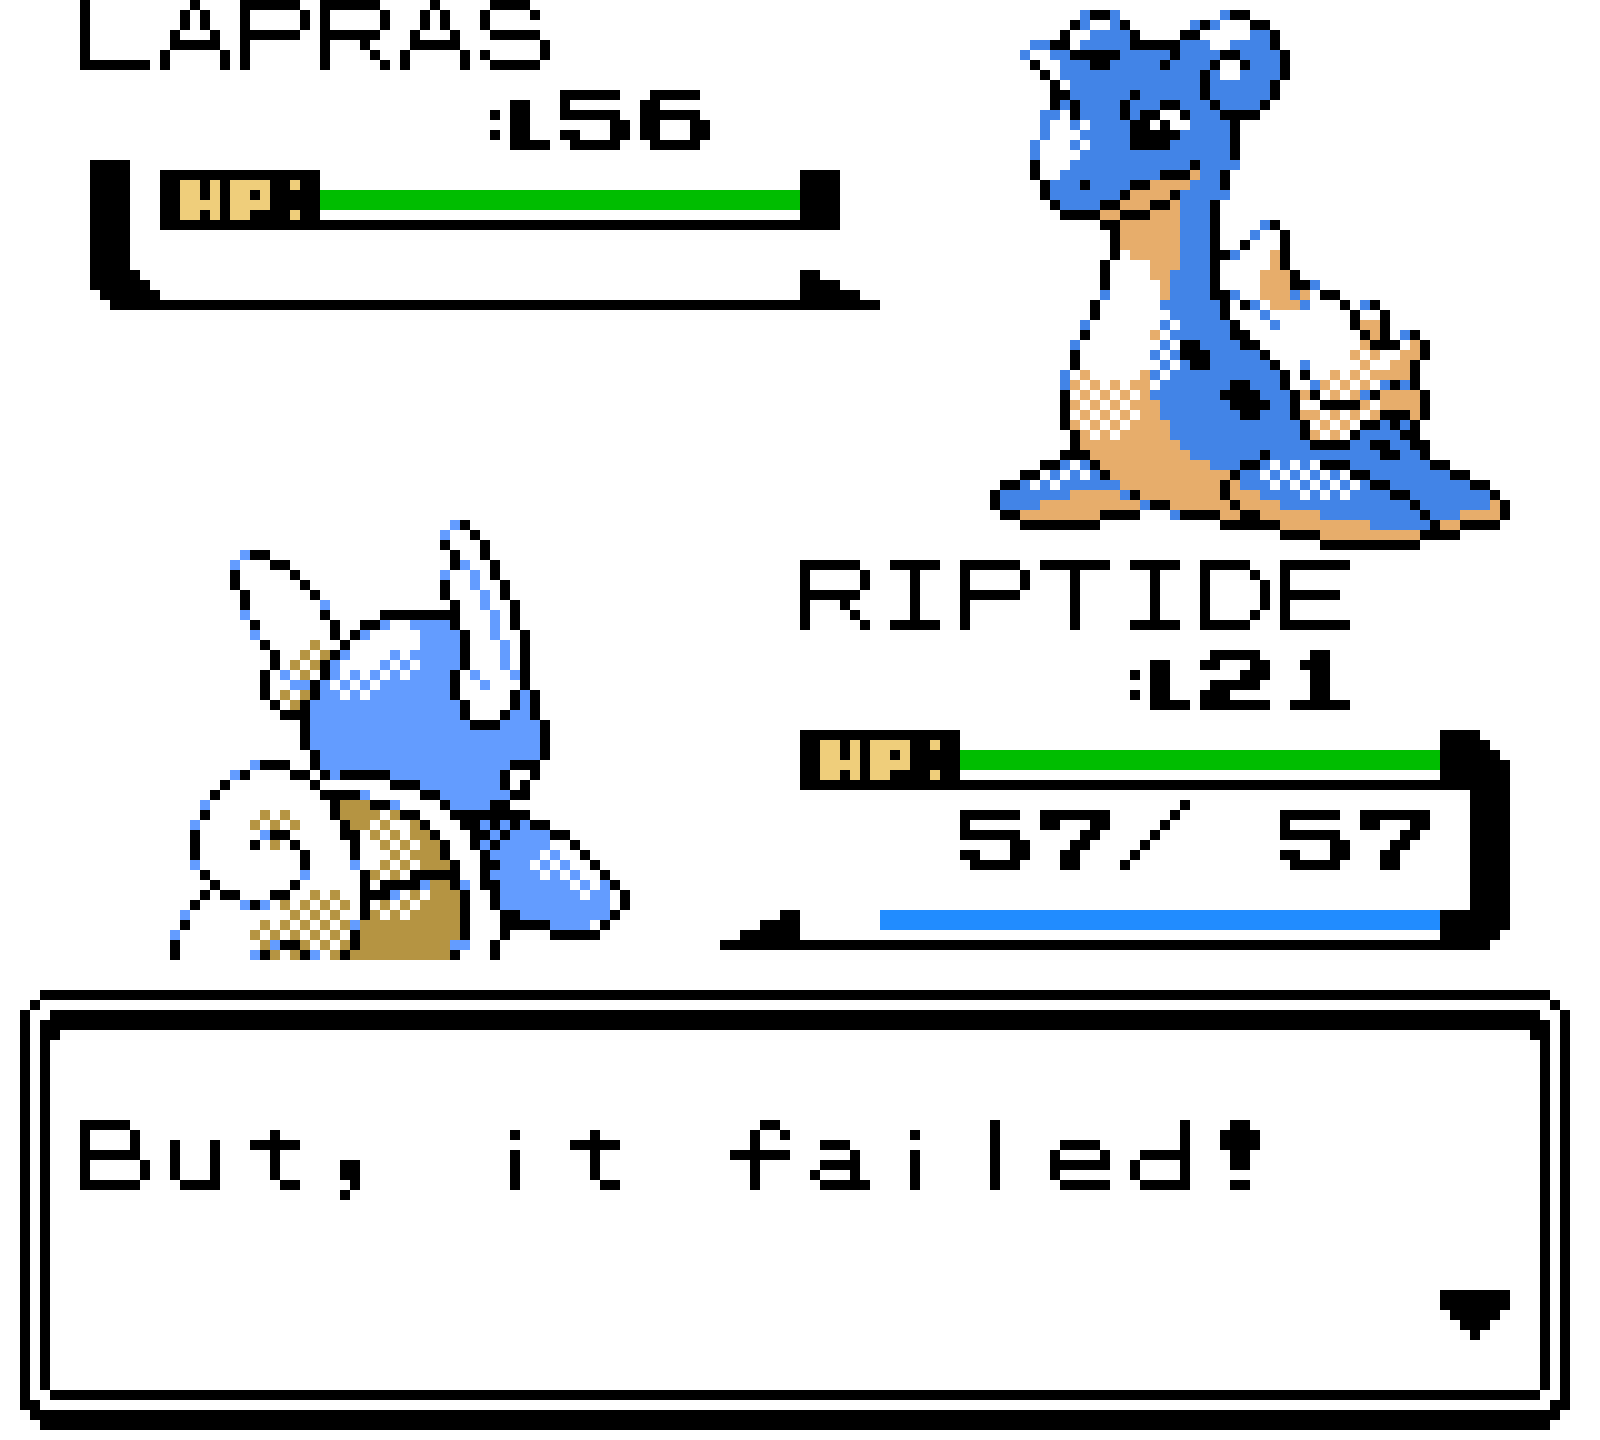 LAPRAS
:L56
HP:
RIPTIDE
:L21
HP:
57/ 57
But, it failed!